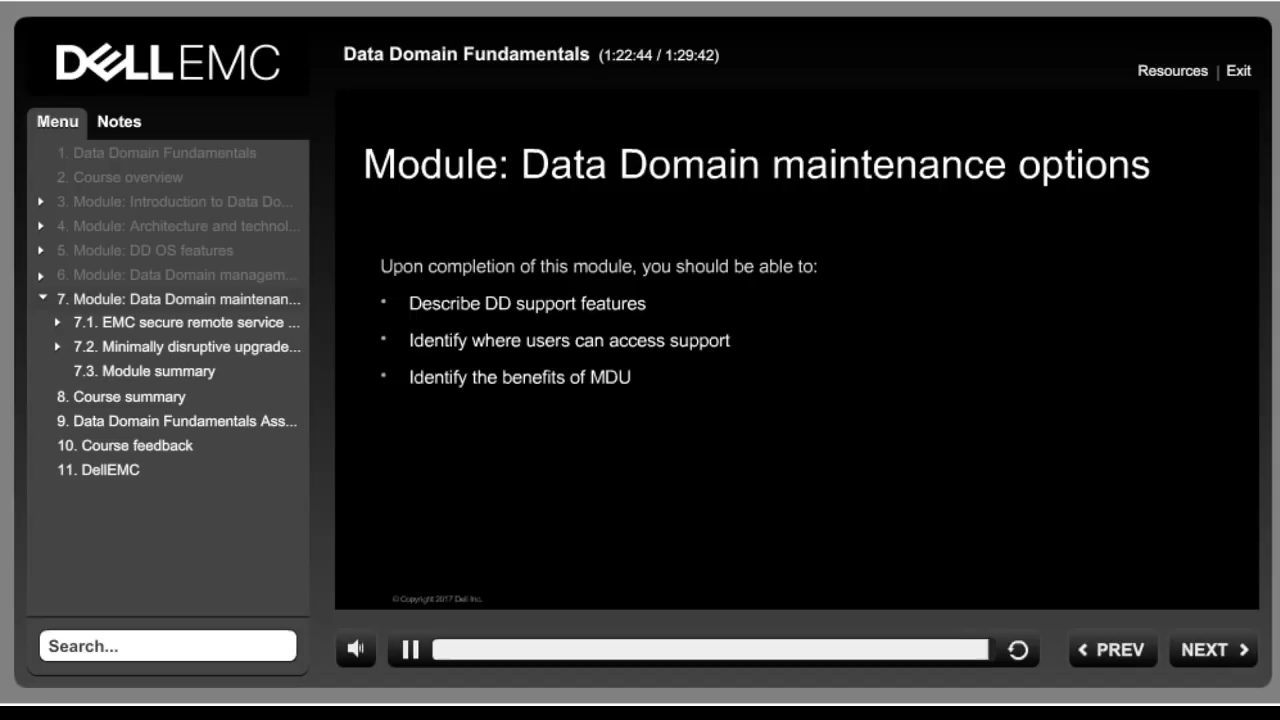 DELLEMC
Data Domain Fundamentals (1:22:44 / 1:29:42)
Resources | Exit
Menu Notes
1. Data Domain Fundamentals
2. Course overview
3. Module: Introduction to Data Do...
4. Module: Architecture and technol...
5. Module: DD OS features
6. Module: Data Domain managem...
7. Module: Data Domain maintenan...
7.1. EMC secure remote service ...
7.2. Minimally disruptive upgrade...
7.3. Module summary
8. Course summary
9. Data Domain Fundamentals Ass...
10. Course feedback
11. DellEMC
Search...
Module: Data Domain maintenance options
Upon completion of this module, you should be able to:
• Describe DD support features
• Identify where users can access support
• Identify the benefits of MDU
© Copyright 2017 Dell Inc.
< PREV
NEXT >